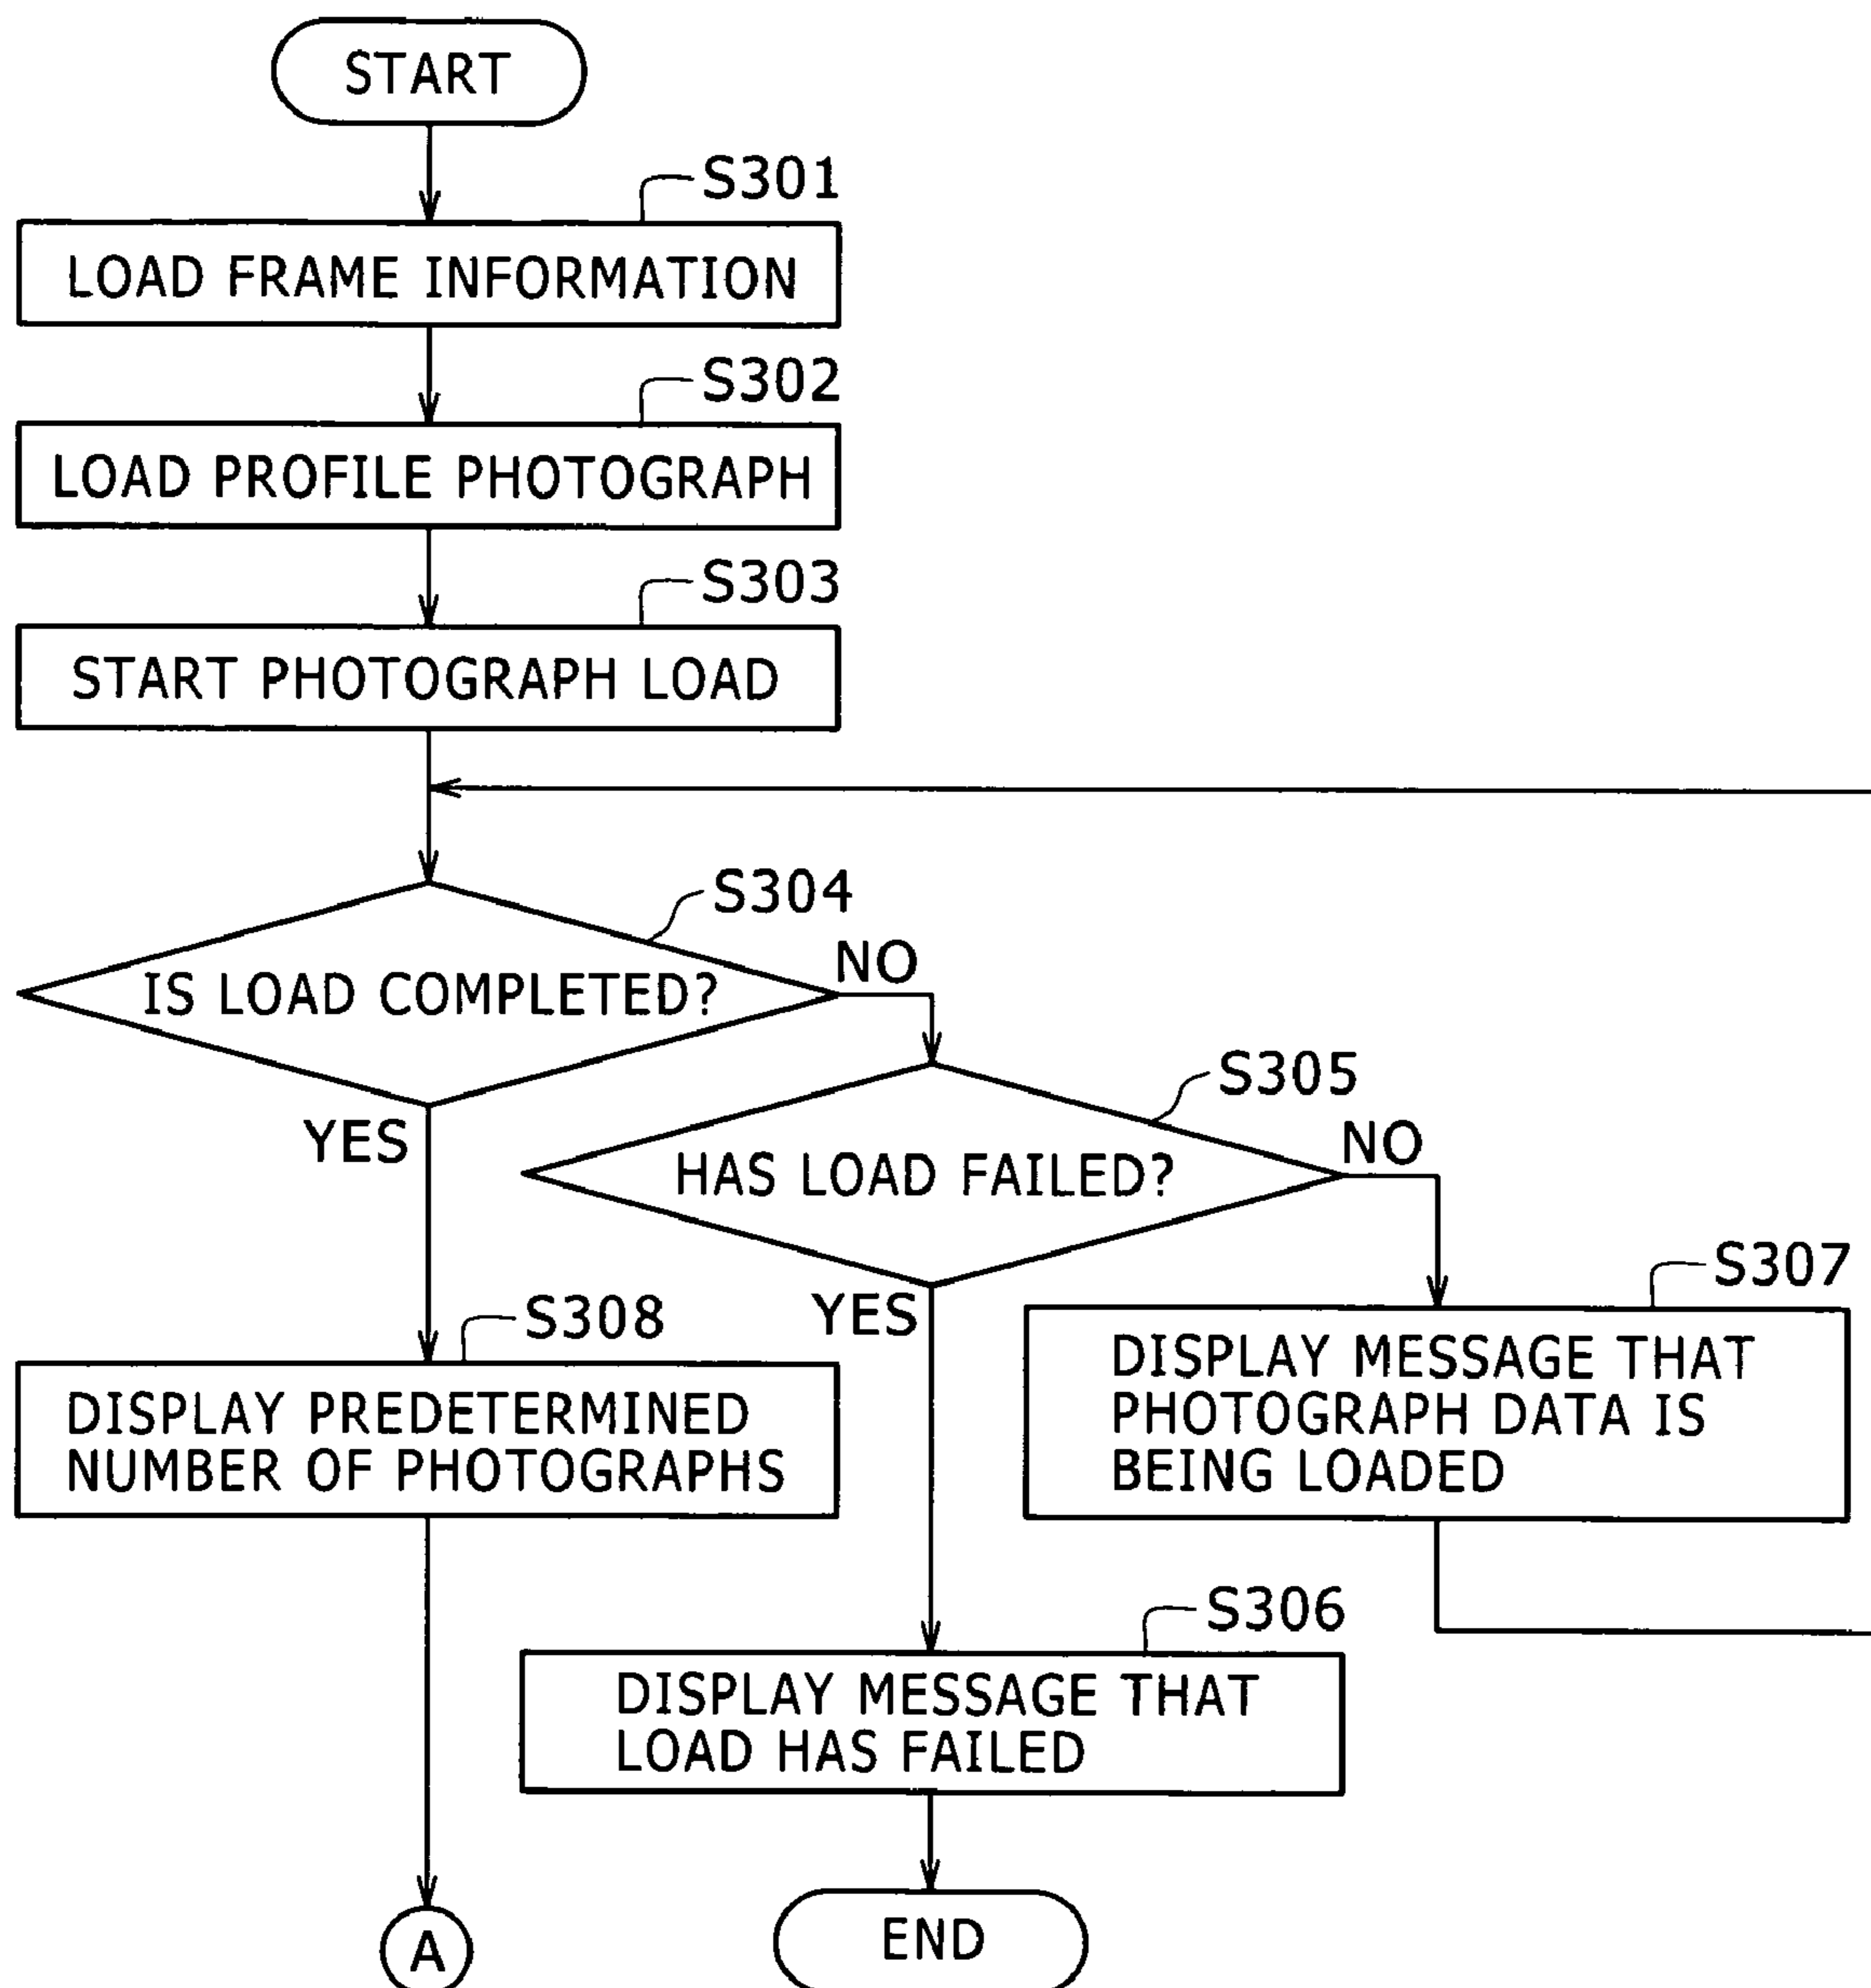 START
S301
LOAD FRAME INFORMATION
S302
LOAD PROFILE PHOTOGRAPH
S303
START PHOTOGRAPH LOAD
S304
IS LOAD COMPLETED?
NO
YES
S305
HAS LOAD FAILED?
NO
YES
S307
DISPLAY MESSAGE THAT
PHOTOGRAPH DATA IS
BEING LOADED
S308
DISPLAY PREDETERMINED
NUMBER OF PHOTOGRAPHS
S306
DISPLAY MESSAGE THAT
LOAD HAS FAILED
A
END